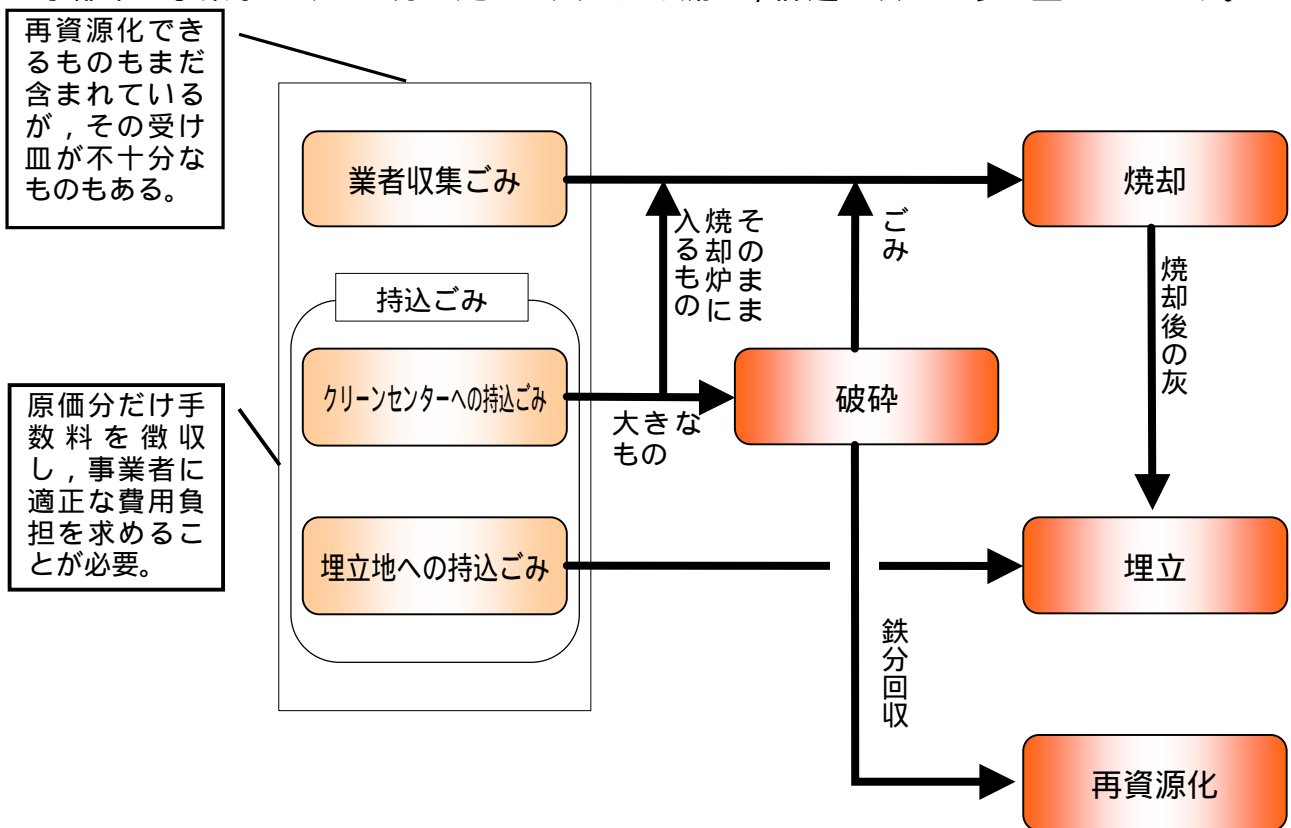 再資源化でき
るものもまだ
含まれている
が，その受け
皿が不十分な
ものもある。
業者収集ごみ
焼却
そのまま
焼却炉に
入るもの
ごみ
焼却後の灰
持込ごみ
クリーンセンターへの持込ごみ
大きな
もの
破砕
原価分だけ手
数料を徴収
し，事業者に
適正な費用負
担を求めるこ
とが必要。
埋立地への持込ごみ
埋立
鉄分回収
再資源化